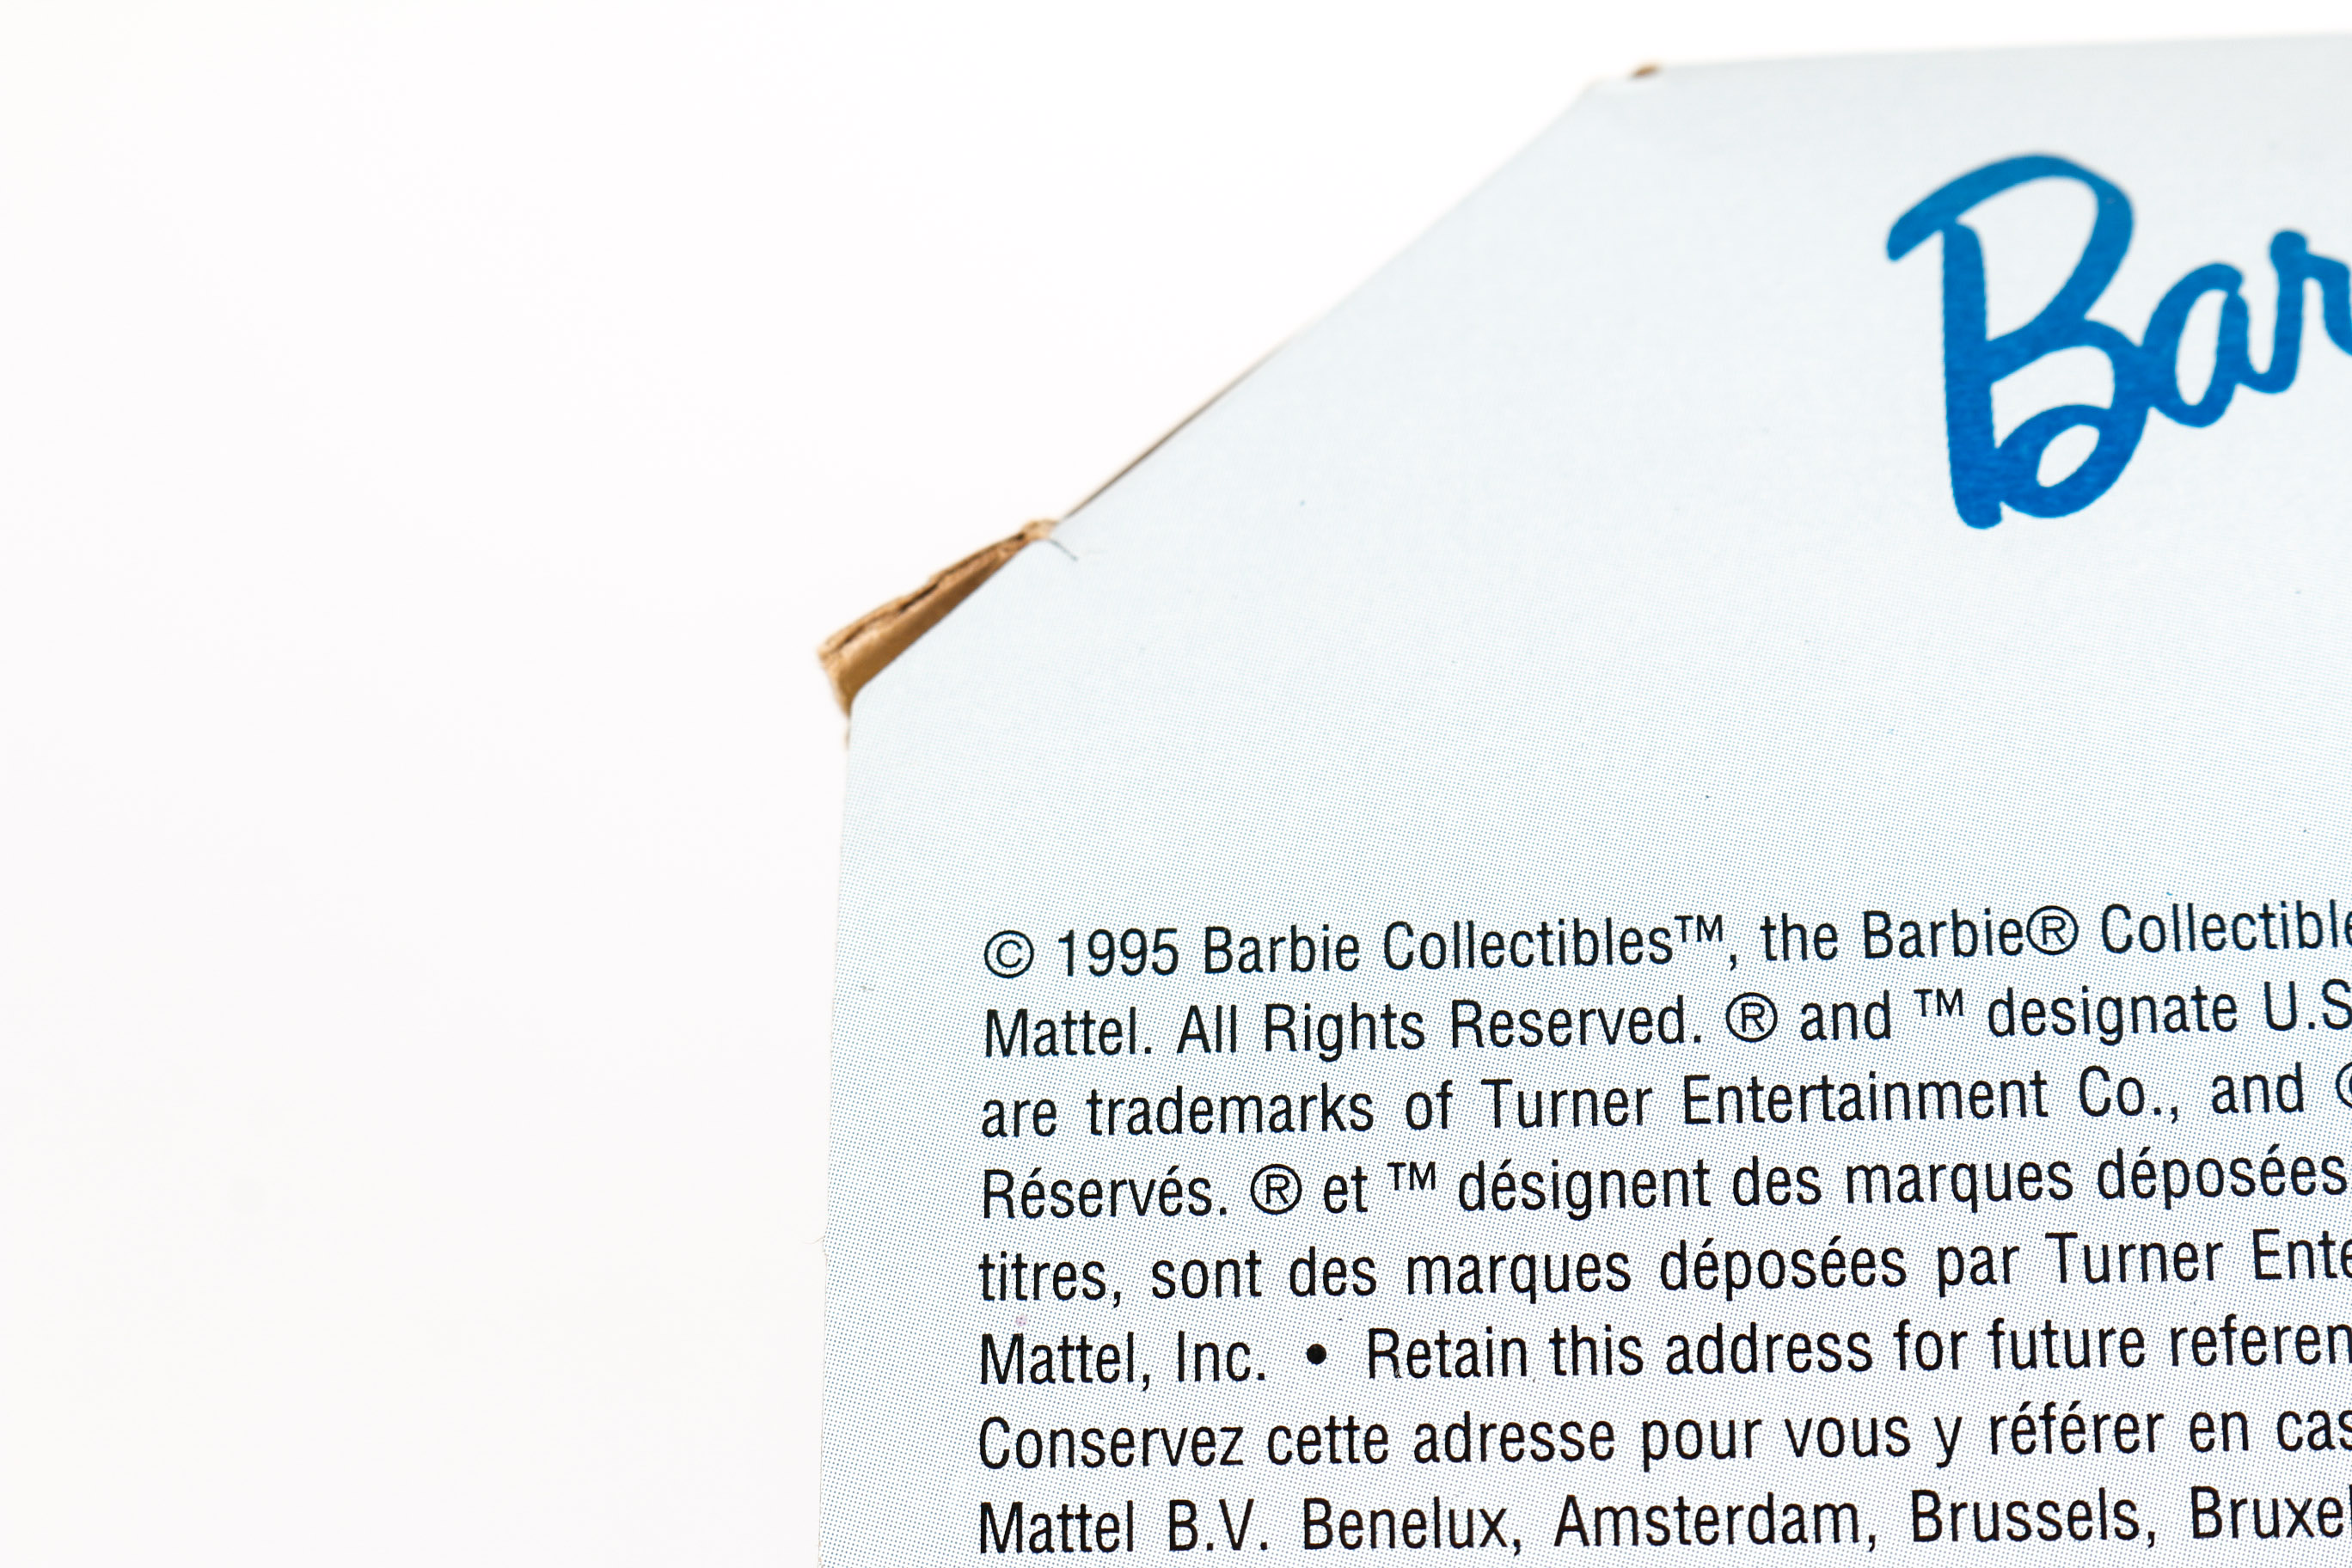 Bar
© 1995 Barbie Collectibles™, the Barbie® Collectibl
Mattel. All Rights Reserved. ® and ™ designate U.S
are trademarks of Turner Entertainment Co., and
Réservés. ® et ™ désignent des marques déposées
titres, sont des marques déposées par Turner Ente
Mattel, Inc. • Retain this address for future referen
Conservez cette adresse pour vous y référer en cas
Mattel B.V. Benelux, Amsterdam, Brussels, Bruxel